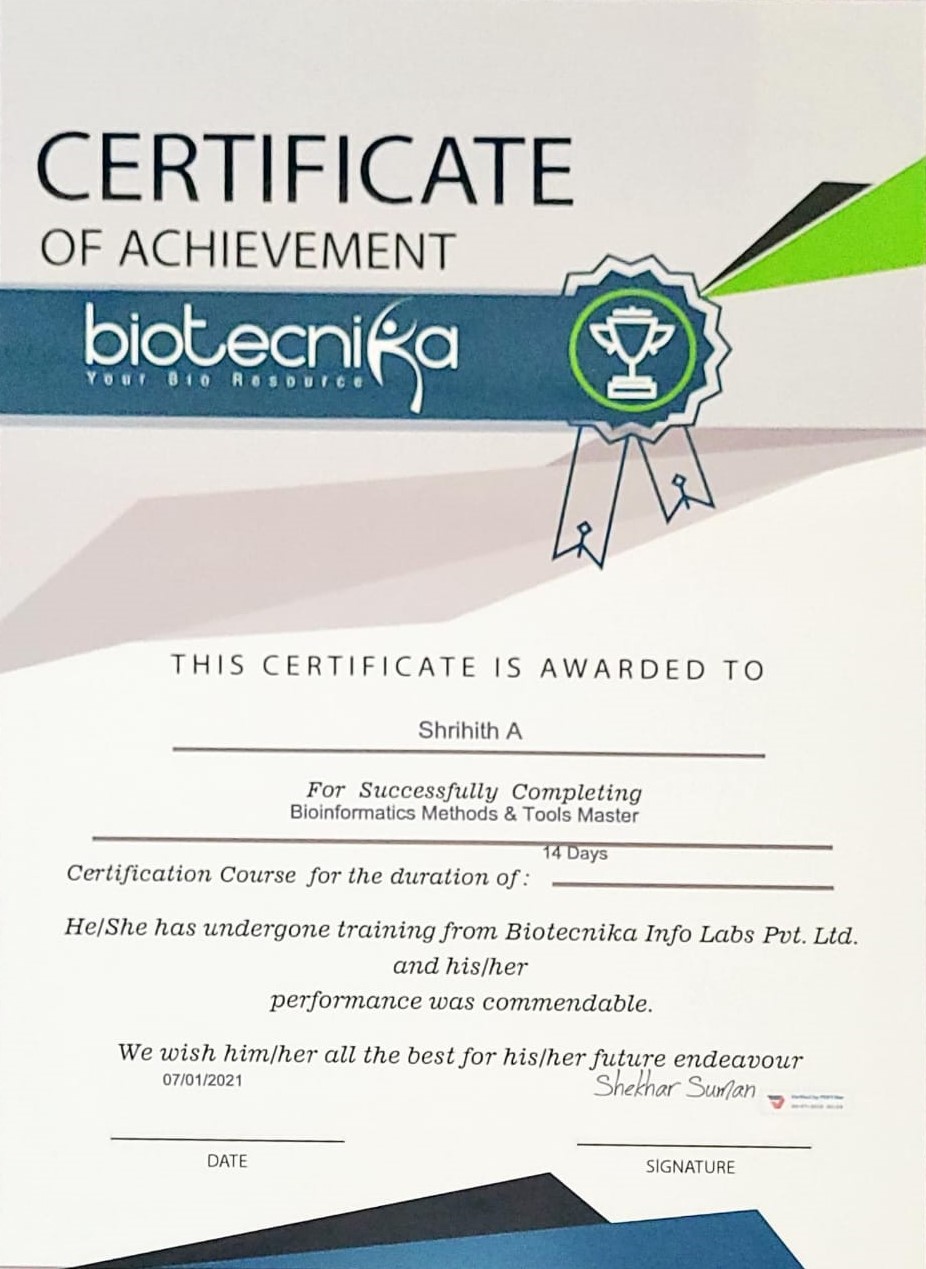 CERTIFICATE
OF ACHIEVEMENT
biotecnika
Your Bio Resource
THIS CERTIFICATE IS AWARDED TO
Shrihith A
For Successfully Completing
Bioinformatics Methods & Tools Master
14 Days
Certification Course for the duration of:
He/She has undergone training from Biotecnika Info Labs Pvt. Ltd.
and his/her
performance was commendable.
We wish him/her all the best for his/her future endeavour
07/01/2021
Shekhar Suman
DATE
SIGNATURE